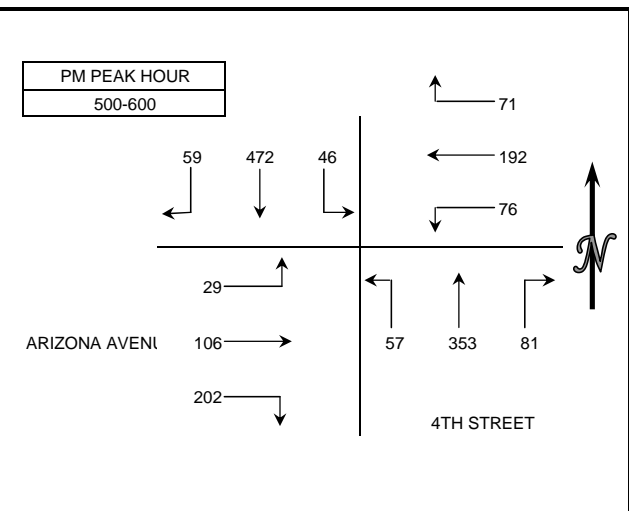 PM PEAK HOUR
500-600
71
59 472 46
192
76
29
ARIZONA AVENU
106
57 353 81
202
4TH STREET
N